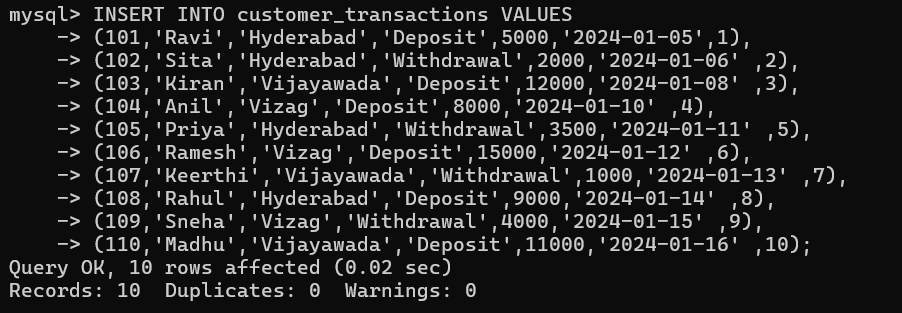 mysql> INSERT INTO customer_transactions VALUES
    -> (101,'Ravi','Hyderabad','Deposit',5000,'2024-01-05',1),
    -> (102,'Sita','Hyderabad','Withdrawal',2000,'2024-01-06' ,2),
    -> (103,'Kiran','Vijayawada','Deposit',12000,'2024-01-08' ,3),
    -> (104,'Anil','Vizag','Deposit',8000,'2024-01-10' ,4),
    -> (105,'Priya','Hyderabad','Withdrawal',3500,'2024-01-11' ,5),
    -> (106,'Ramesh','Vizag','Deposit',15000,'2024-01-12' ,6),
    -> (107,'Keerthi','Vijayawada','Withdrawal',1000,'2024-01-13' ,7),
    -> (108,'Rahul','Hyderabad','Deposit',9000,'2024-01-14' ,8),
    -> (109,'Sneha','Vizag','Withdrawal',4000,'2024-01-15' ,9),
    -> (110,'Madhu','Vijayawada','Deposit',11000,'2024-01-16' ,10);
Query OK, 10 rows affected (0.02 sec)
Records: 10  Duplicates: 0  Warnings: 0